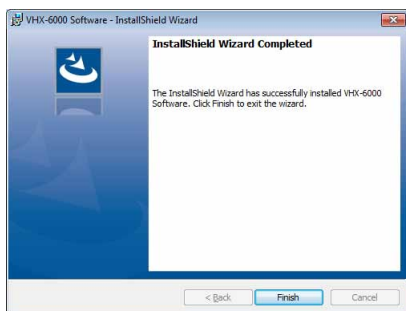 VHX-6000 Software - InstallShield Wizard
InstallShield Wizard Completed
The InstallShield Wizard has successfully installed VHX-6000
Software. Click Finish to exit the wizard.
< Back
Finish
Cancel